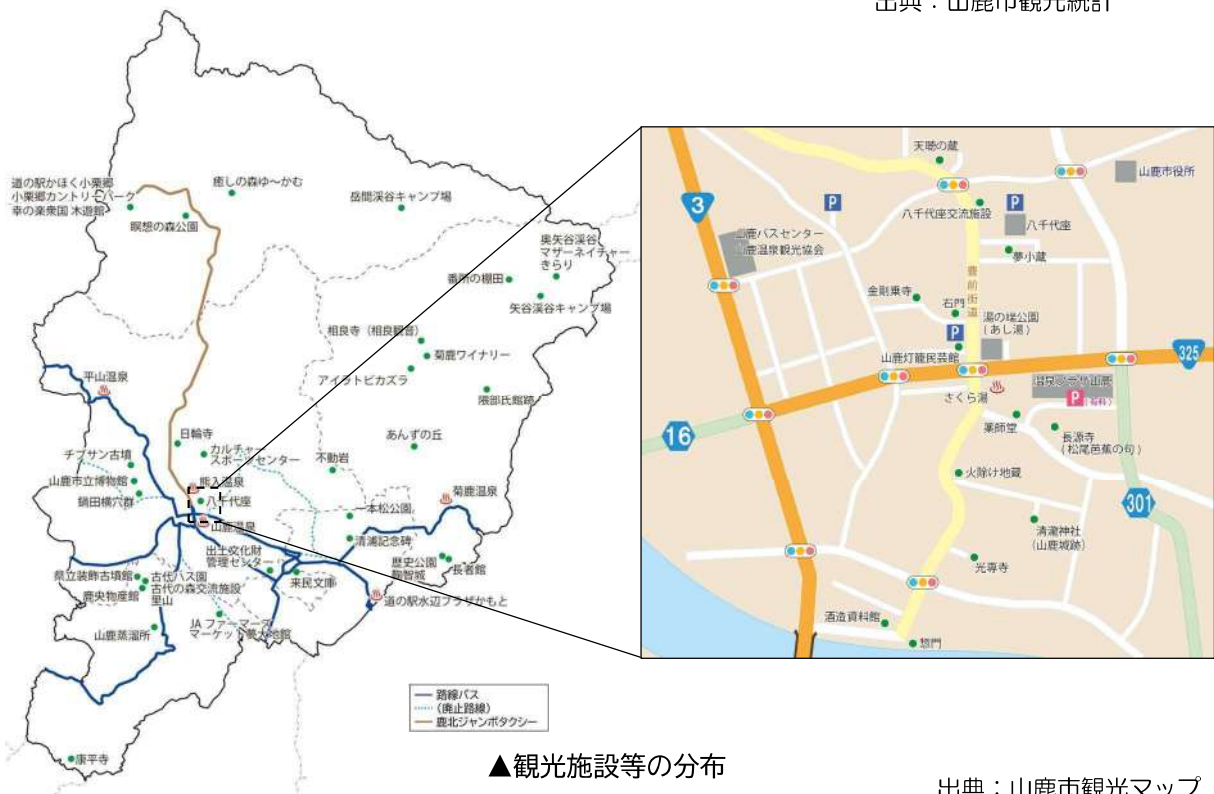 出典：山鹿市観光統計
道の駅かほく小栗郷
小栗郷カントリーパーク
幸の楽衆国 木遊館
癒しの森ゆ〜かむ
瞑想の森公園
岳間渓谷キャンプ場
奥矢谷渓谷
マザーネイチャー
きらり
番所の棚田
矢谷渓谷キャンプ場
相良寺（相良観音）
菊鹿ワイナリー
アイラトビカズラ
隈部氏館跡
平山温泉
あんずの丘
日輪寺
カルチャー
スポーツセンター
不動岩
チブサン古墳
山鹿市立博物館
鍋田横穴群
熊入温泉
八千代座
山鹿温泉
菊鹿温泉
一本松公園
清浦記念碑
出土文化財
管理センター
来民文庫
歴史公園
鞠智城
長者館
道の駅水辺プラザかもと
県立装飾古墳館
古代ハス園
古代の森交流施設
鹿央物産館
里山
山鹿蒸溜所
JA ファーマーズ
マーケット夢大地館
康平寺
路線バス
（廃止路線）
鹿北ジャンボタクシー
▲観光施設等の分布
天聴の蔵
山鹿市役所
3
P
P
八千代座交流施設
八千代座
山鹿バスセンター
山鹿温泉観光協会
夢小蔵
豊前街道
金剛乗寺
石門
湯の端公園
（あし湯）
P
山鹿灯籠民芸館
325
さくら湯
温泉プラザ山鹿
P（有料）
16
薬師堂
長源寺
（松尾芭蕉の句）
火除け地蔵
301
清瀧神社
（山鹿城跡）
光専寺
酒造資料館
惣門
出典：山鹿市観光マップ